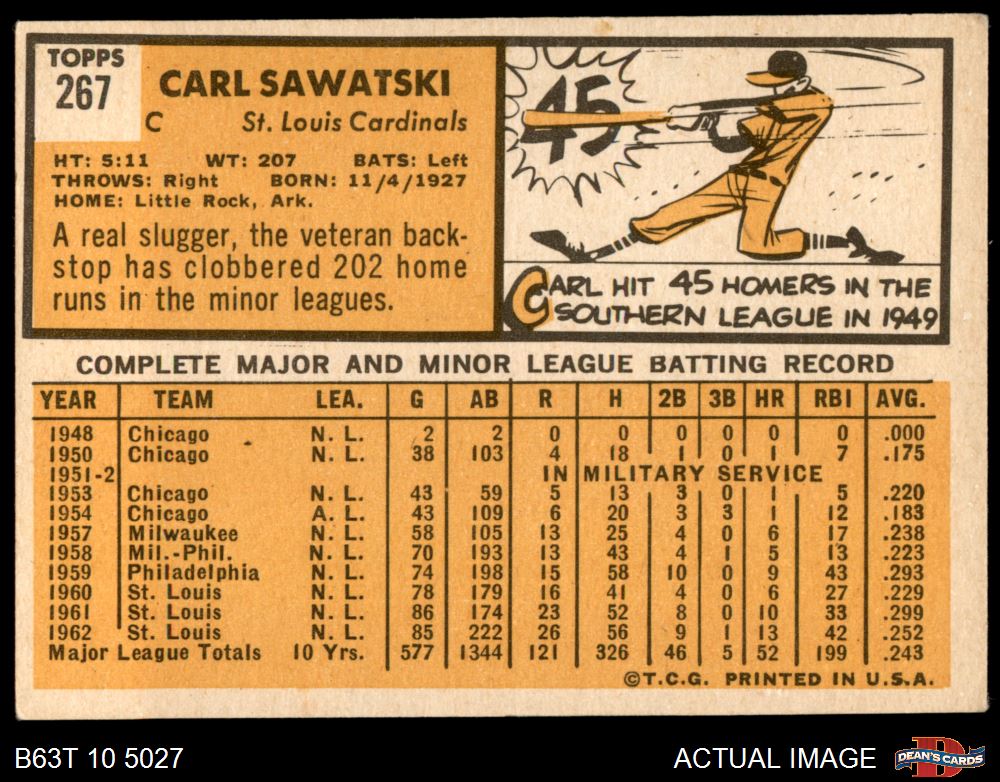 TOPPS
267
CARL SAWATSKI
C St. Louis Cardinals
HT: 5:11 WT: 207 BATS: Left
THROWS: Right BORN: 11/4/1927
HOME: Little Rock, Ark.
A real slugger, the veteran back-
stop has clobbered 202 home
runs in the minor leagues.
45
CARL HIT 45 HOMERS IN THE
SOUTHERN LEAGUE IN 1949
COMPLETE MAJOR AND MINOR LEAGUE BATTING RECORD
YEAR TEAM LEA. G AB R H 2B 3B HR RBI AVG.
1948 Chicago N. L. 2 2 0 0 0 0 0 0 .000
1950 Chicago N. L. 38 103 4 18 1 0 1 7 .175
1951-2 IN MILITARY SERVICE
1953 Chicago N. L. 43 59 5 13 3 0 1 5 .220
1954 Chicago A. L. 43 109 6 20 3 3 1 12 .183
1957 Milwaukee N. L. 58 105 13 25 4 0 6 17 .238
1958 Mil.-Phil. N. L. 70 193 13 43 4 1 5 13 .223
1959 Philadelphia N. L. 74 198 15 58 10 0 9 43 .293
1960 St. Louis N. L. 78 179 16 41 4 0 6 27 .229
1961 St. Louis N. L. 86 174 23 52 8 0 10 33 .299
1962 St. Louis N. L. 85 222 26 56 9 1 13 42 .252
Major League Totals 10 Yrs. 577 1344 121 326 46 5 52 199 .243
©T.C.G. PRINTED IN U.S.A.
B63T 10 5027
ACTUAL IMAGE
D
DEAN'S CARDS